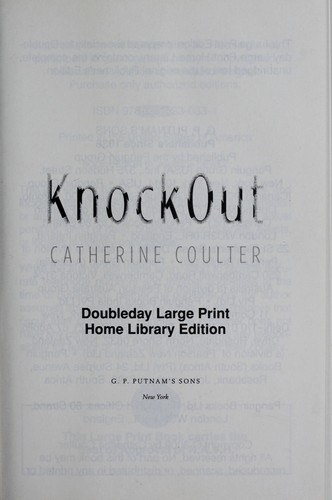 KnockOut
CATHERINE COULTER
Doubleday Large Print
Home Library Edition
G. P. PUTNAM'S SONS
New York